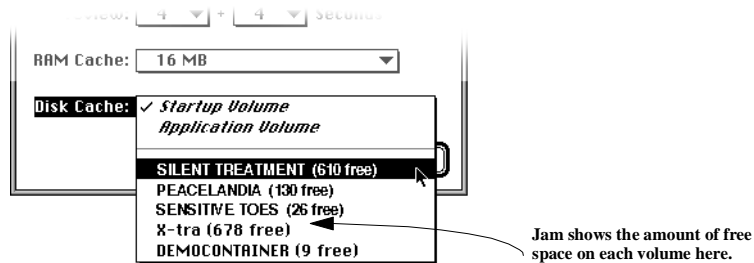 4 + 4
RAM Cache: 16 MB
Disk Cache: ✓ Startup Volume
Application Volume
SILENT TREATMENT (610 free)
PEACELANDIA (130 free)
SENSITIVE TOES (26 free)
X-tra (678 free)
DEMOCONTAINER (9 free)
Jam shows the amount of free
space on each volume here.